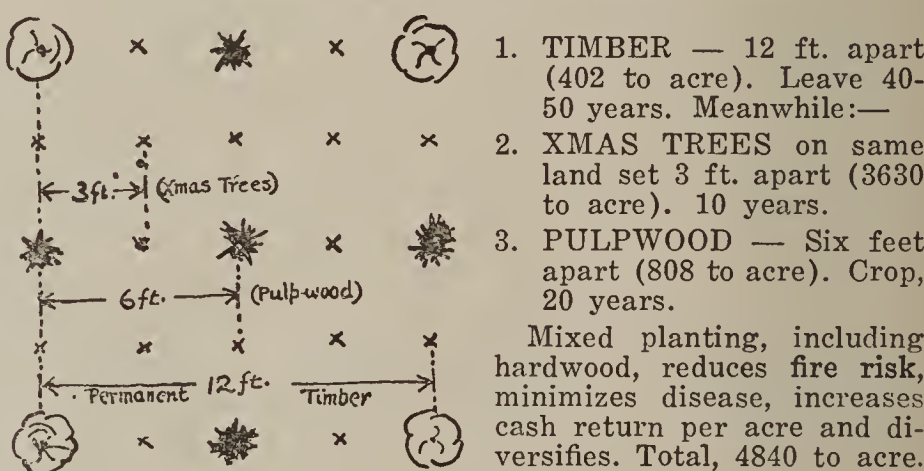 3ft.
(Xmas Trees)
6ft.
(Pulp-wood)
12ft.
Permanent
Timber
1. TIMBER — 12 ft. apart
(402 to acre). Leave 40-
50 years. Meanwhile:—
2. XMAS TREES on same
land set 3 ft. apart (3630
to acre). 10 years.
3. PULPWOOD — Six feet
apart (808 to acre). Crop,
20 years.
Mixed planting, including
hardwood, reduces fire risk,
minimizes disease, increases
cash return per acre and di-
versifies. Total, 4840 to acre.